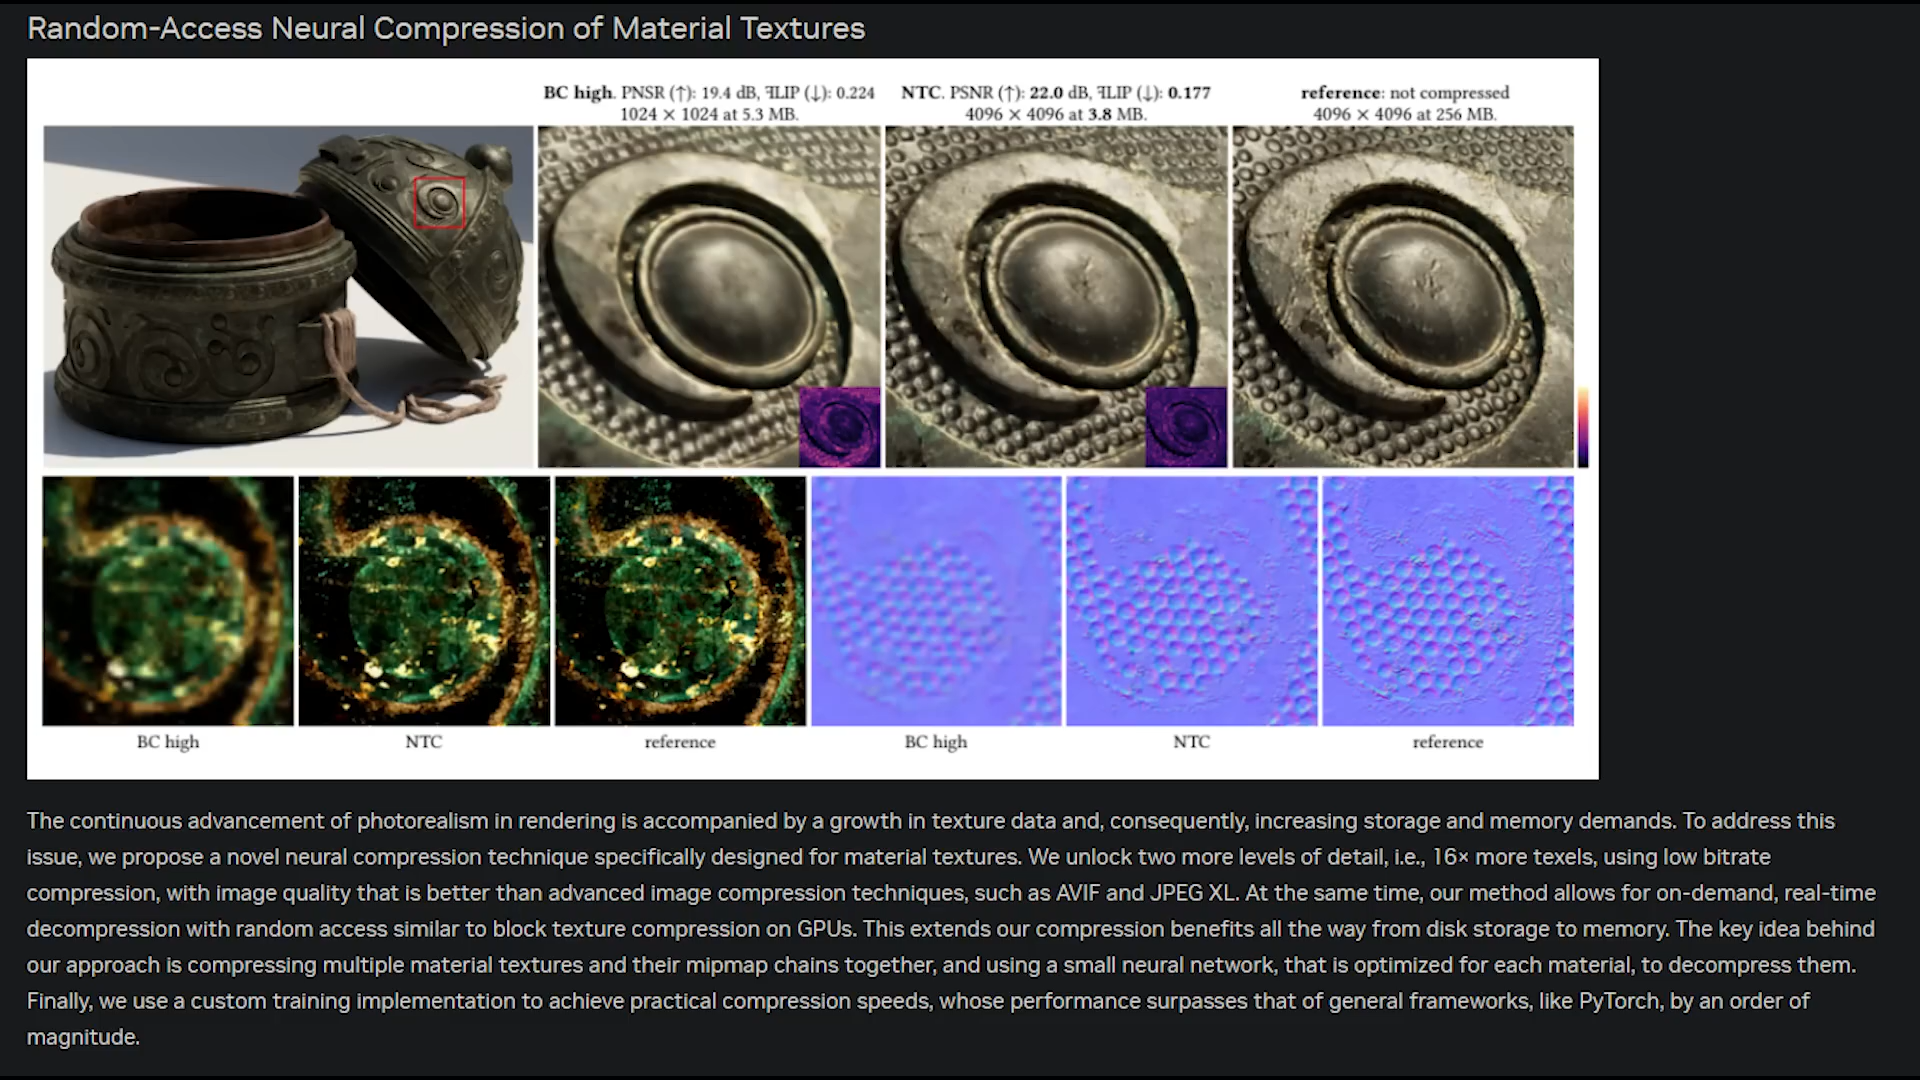 Random-Access Neural Compression of Material Textures
BC high. PNSR (↑): 19.4 dB, ꟻLIP (↓): 0.224
1024 × 1024 at 5.3 MB.
NTC. PSNR (↑): 22.0 dB, ꟻLIP (↓): 0.177
4096 × 4096 at 3.8 MB.
reference: not compressed
4096 × 4096 at 256 MB.
BC high
NTC
reference
BC high
NTC
reference
The continuous advancement of photorealism in rendering is accompanied by a growth in texture data and, consequently, increasing storage and memory demands. To address this
issue, we propose a novel neural compression technique specifically designed for material textures. We unlock two more levels of detail, i.e., 16× more texels, using low bitrate
compression, with image quality that is better than advanced image compression techniques, such as AVIF and JPEG XL. At the same time, our method allows for on-demand, real-time
decompression with random access similar to block texture compression on GPUs. This extends our compression benefits all the way from disk storage to memory. The key idea behind
our approach is compressing multiple material textures and their mipmap chains together, and using a small neural network, that is optimized for each material, to decompress them.
Finally, we use a custom training implementation to achieve practical compression speeds, whose performance surpasses that of general frameworks, like PyTorch, by an order of
magnitude.